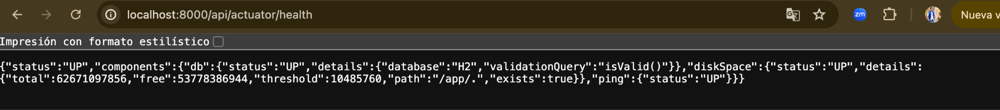 localhost:8000/api/actuator/health
zm
Nueva v
Impresión con formato estilístico
{"status":"UP","components":{"db":{"status":"UP","details":{"database":"H2","validationQuery":"isValid()"}},"diskSpace":{"status":"UP","details":
{"total":62671097856,"free":53778386944,"threshold":10485760,"path":"/app/.","exists":true}},"ping":{"status":"UP"}}}